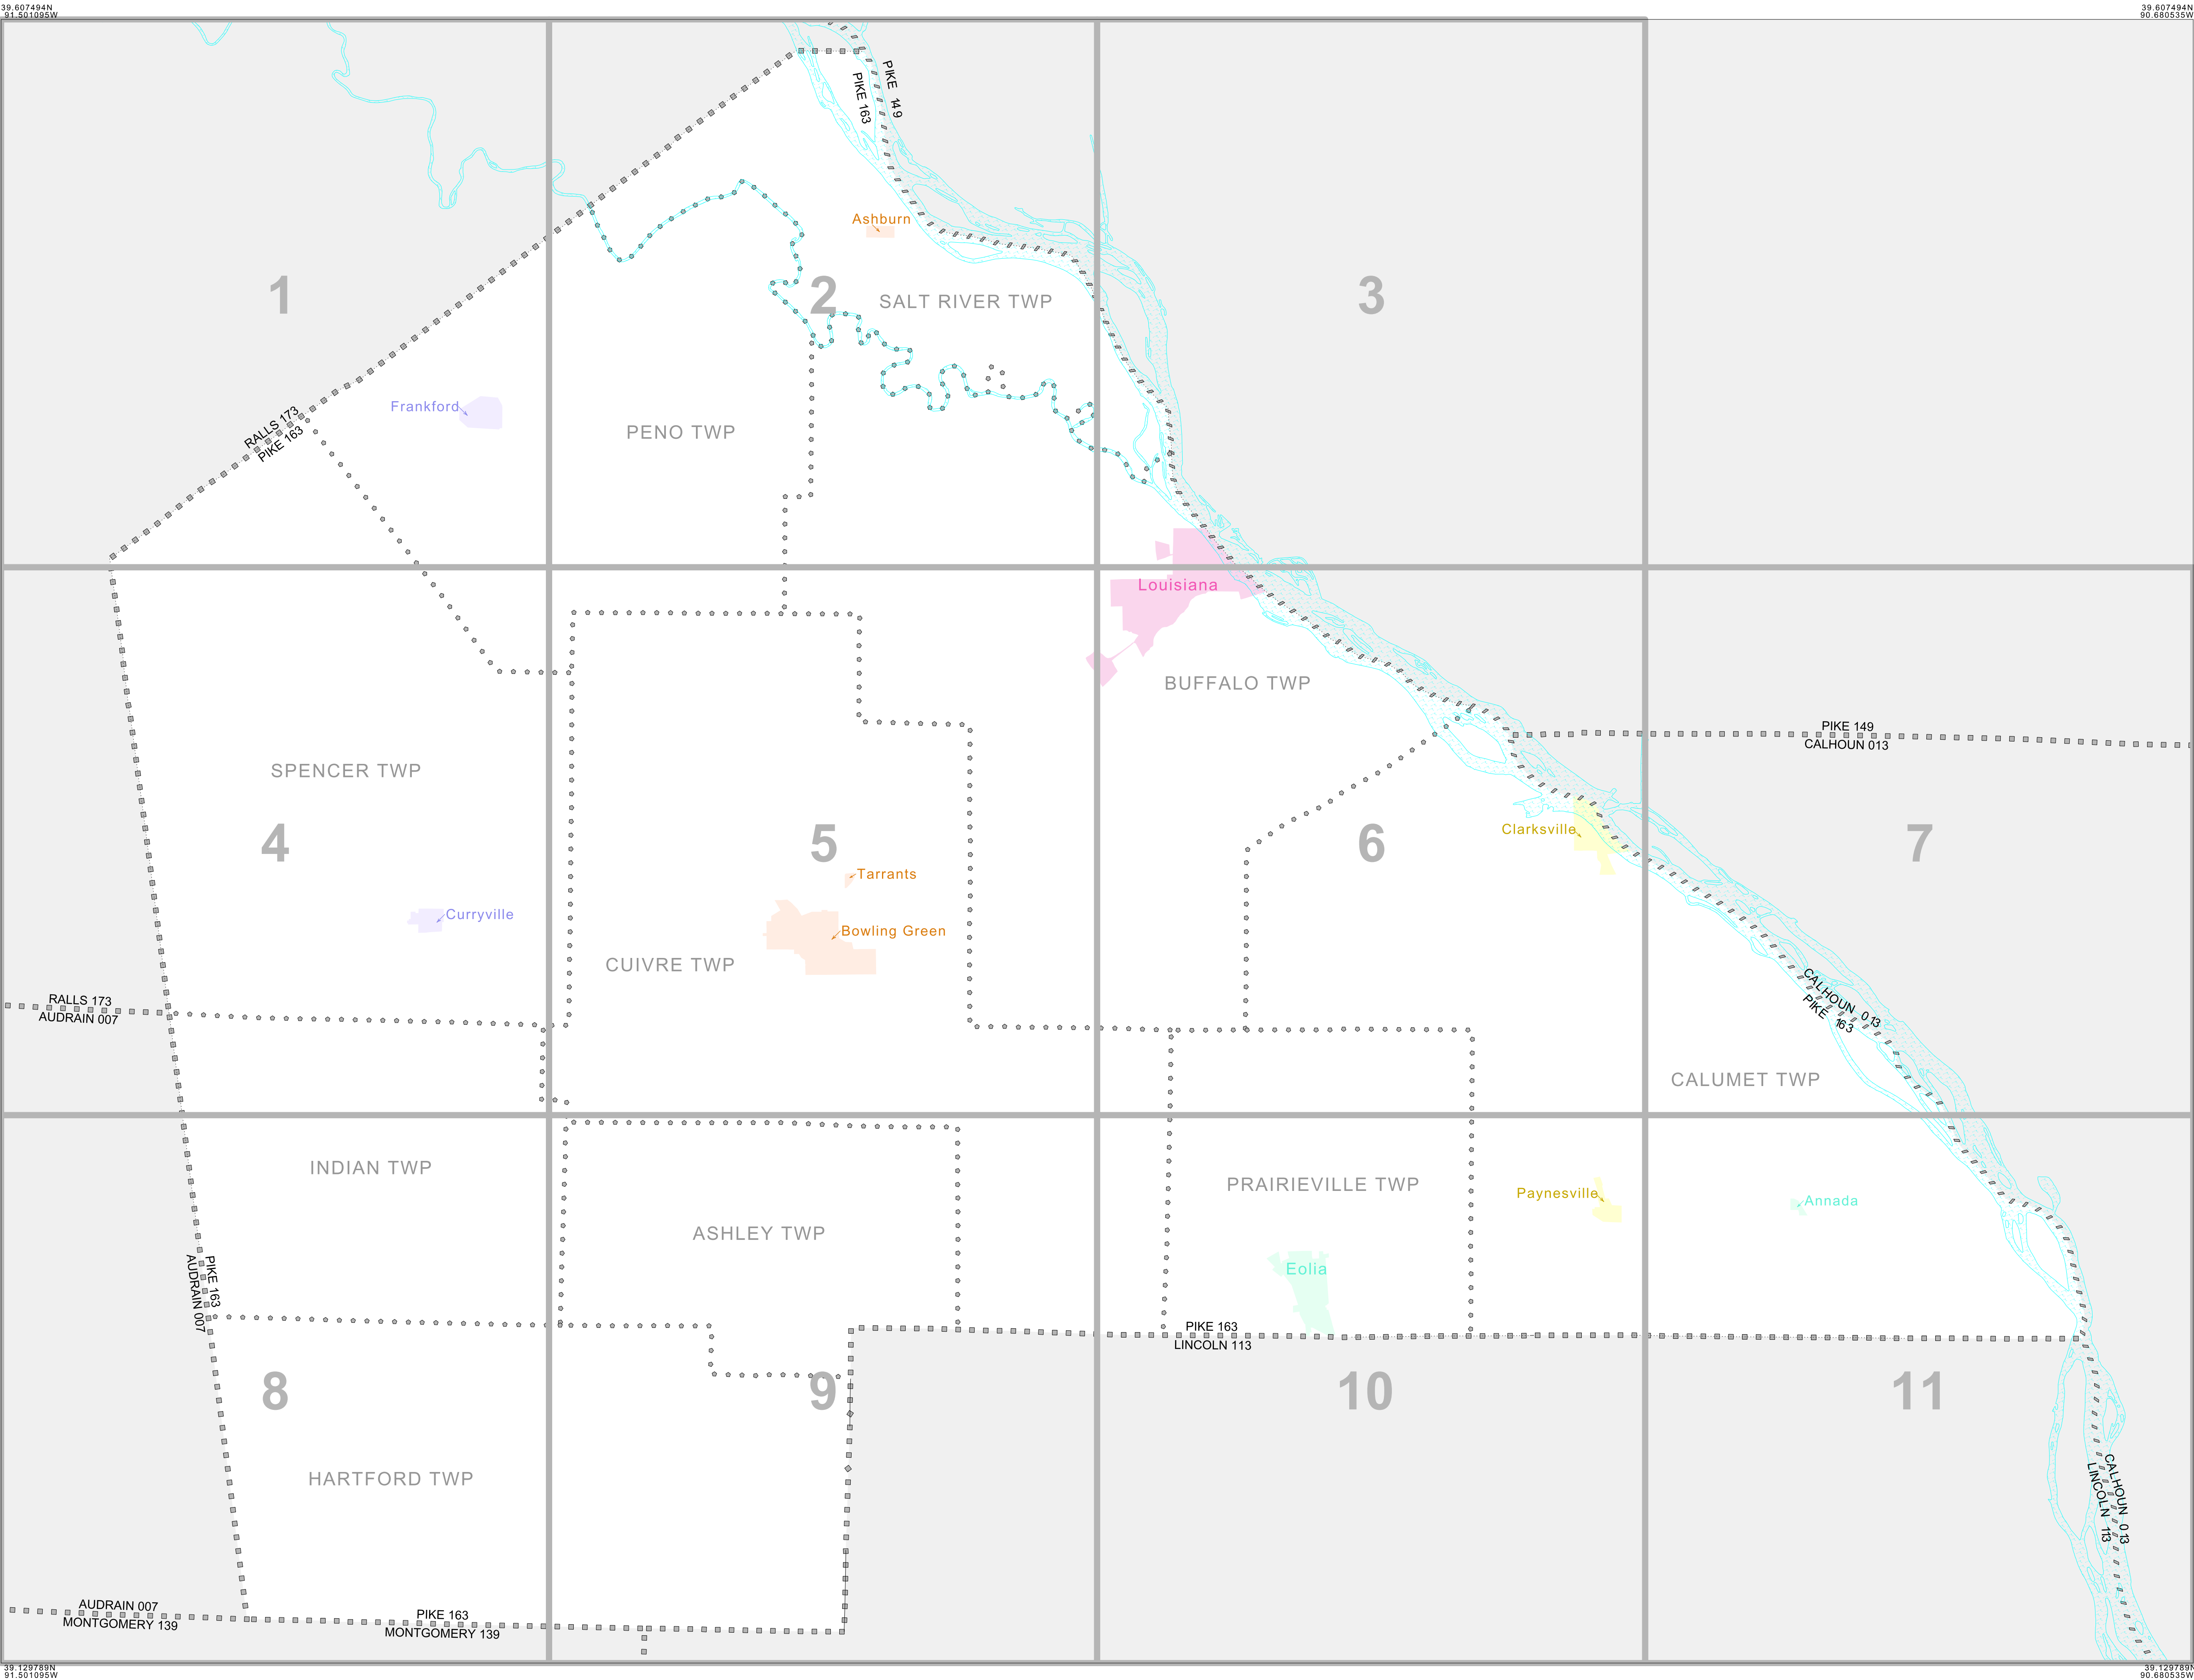 39.607494N
91.501095W
39.607494N
90.680535W
PIKE 149
PIKE 163
Ashburn
1
2
3
SALT RIVER TWP
Frankford
RALLS 173
PIKE 163
PENO TWP
Louisiana
BUFFALO TWP
PIKE 149
CALHOUN 013
SPENCER TWP
Clarksville
4
5
6
7
Tarrants
Curryville
Bowling Green
CUIVRE TWP
RALLS 173
AUDRAIN 007
CALHOUN 013
PIKE 163
CALUMET TWP
INDIAN TWP
PRAIRIEVILLE TWP
Paynesville
Annada
ASHLEY TWP
PIKE 163
AUDRAIN 007
Eolia
PIKE 163
LINCOLN 113
8
9
10
11
HARTFORD TWP
CALHOUN 013
LINCOLN 113
AUDRAIN 007
MONTGOMERY 139
PIKE 163
MONTGOMERY 139
39.129789N
91.501095W
39.129789N
90.680535W